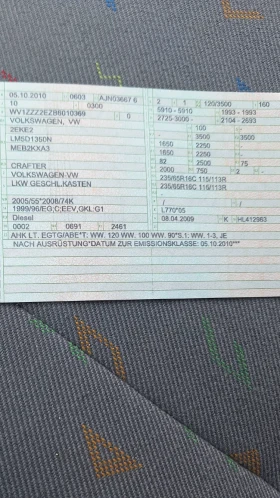 05.10.2010 0603 AJN03667 6 2 1 120/3500 160
10 0300 5910 - 5910 1993 - 1993
WV1ZZZ2EZB6010369 0 2725-3000 2104 - 2693
VOLKSWAGEN, VW - 100 -
2EKE2 - 3500 3500
LM5D1350N 1650 2250 -
MEB2KXA3 1650 2250 -
82 2500 75
CRAFTER 2000 750 2 -
VOLKSWAGEN-VW 235/65R16C 115/113R
LKW GESCHL.KASTEN 235/65R16C 115/113R
2005/55*2008/74K / /
1999/96/EG;C;EEV,GKL:G1 L770*05
Diesel 08.04.2009 K HL412963
0002 0691 2461
AHK LT. EGTG/ABE*T: WW. 120 WW. 100 WW. 90*S.1: WW. 1-3, JE
NACH AUSRÜSTUNG*DATUM ZUR EMISSIONSKLASSE: 05.10.2010***